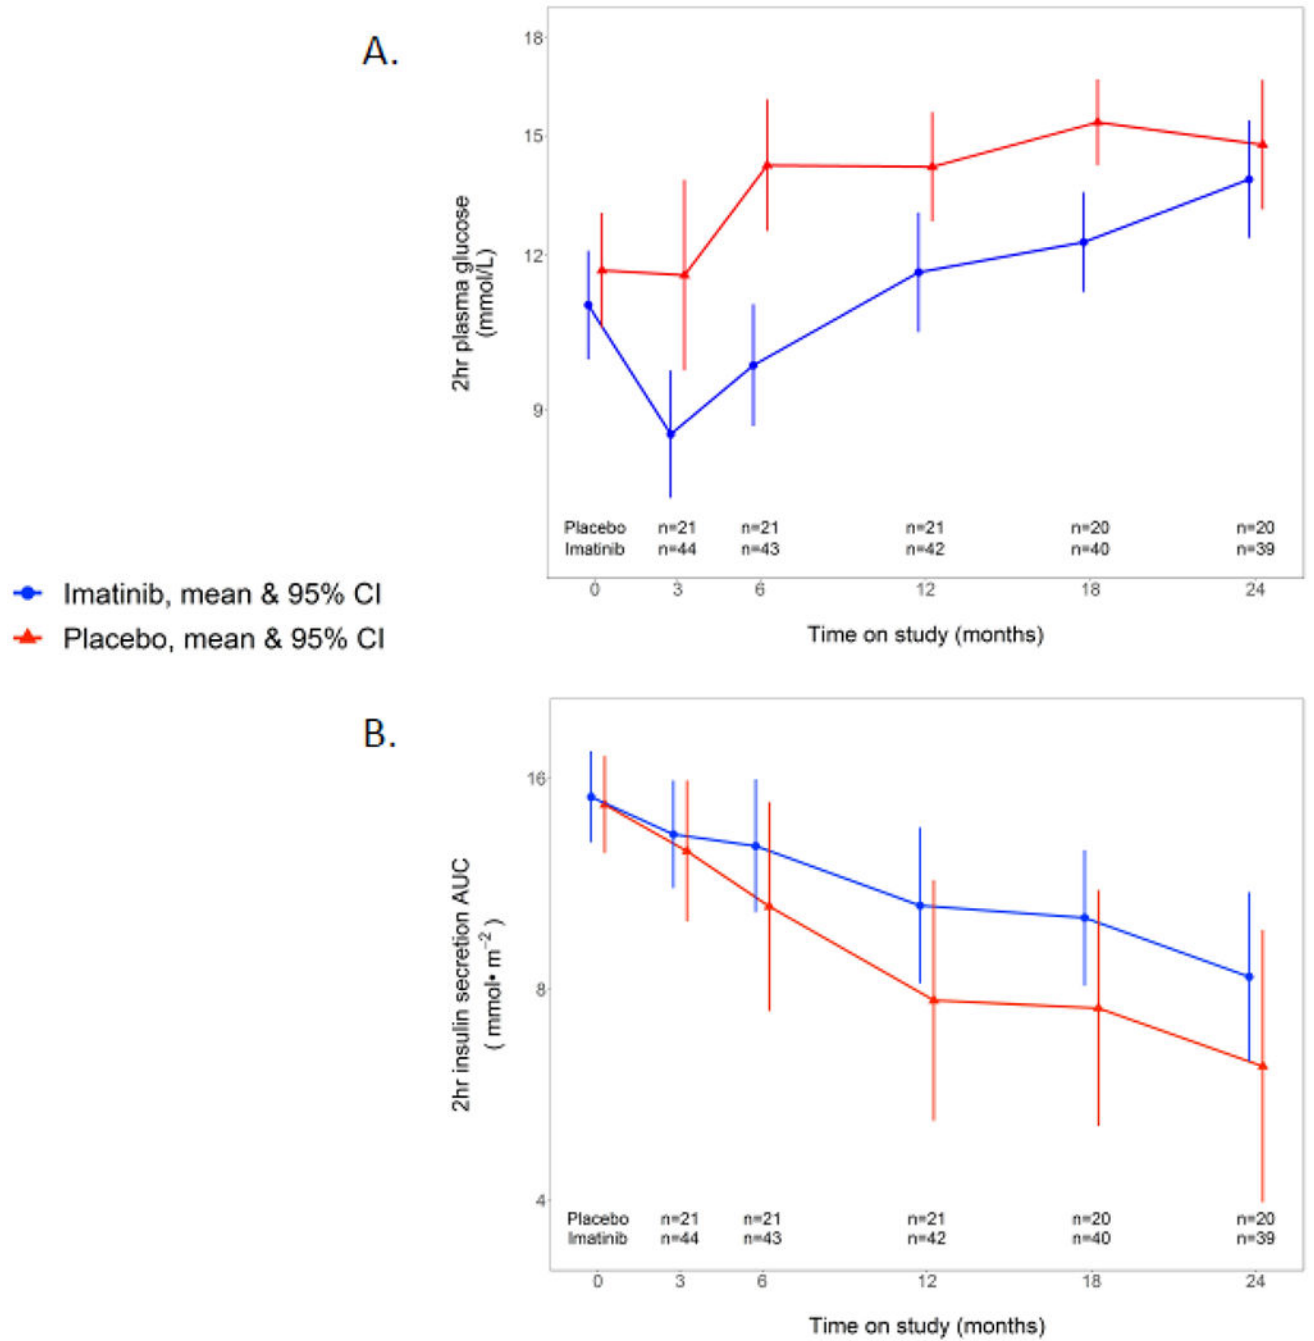 A.
18
15
12
9
2hr plasma glucose
(mmol/L)
Placebo n=21 n=21 n=21 n=20 n=20
Imatinib n=44 n=43 n=42 n=40 n=39
0 3 6 12 18 24
Time on study (months)
Imatinib, mean & 95% CI
Placebo, mean & 95% CI
B.
16
8
4
2hr insulin secretion AUC
( mmol• m⁻² )
Placebo n=21 n=21 n=21 n=20 n=20
Imatinib n=44 n=43 n=42 n=40 n=39
0 3 6 12 18 24
Time on study (months)